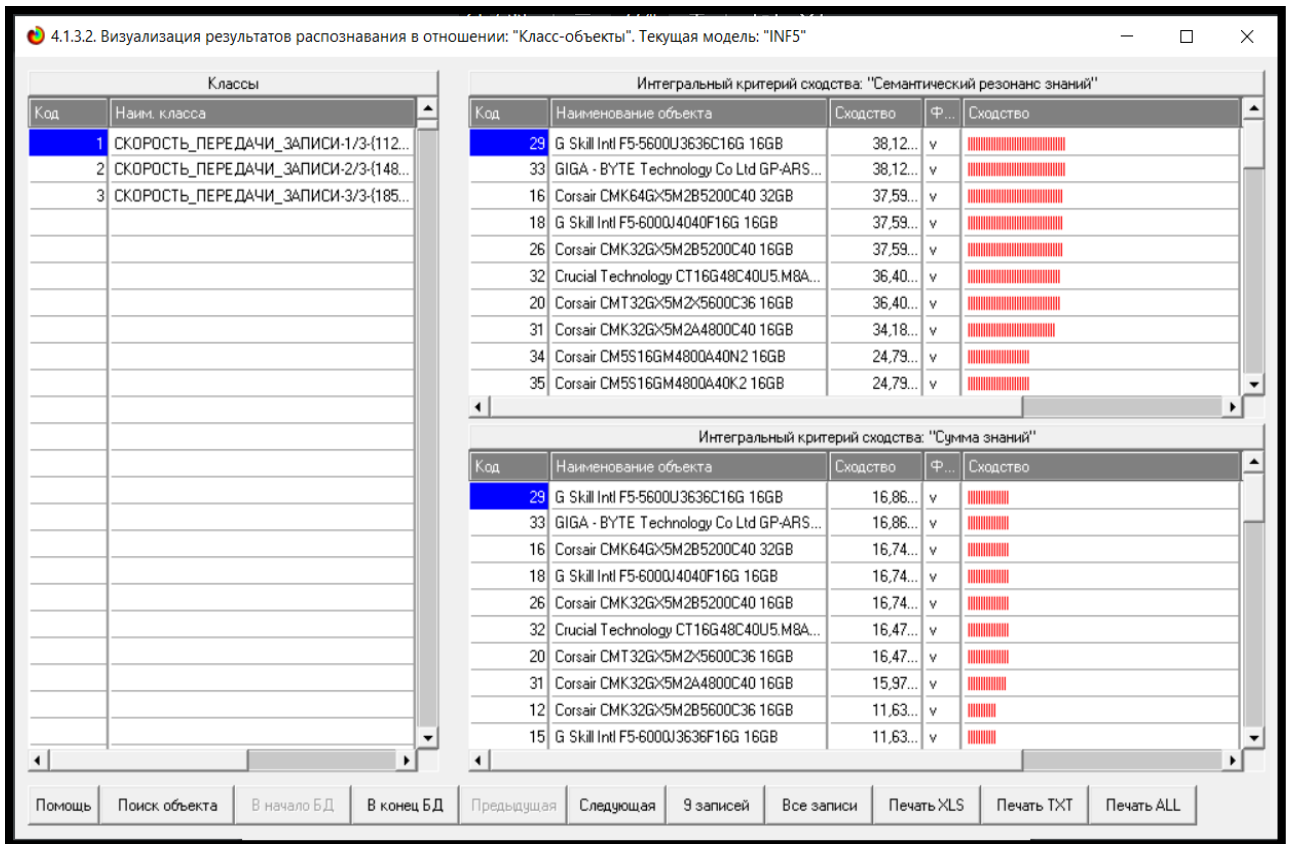 4.1.3.2. Визуализация результатов распознавания в отношении: "Класс-объекты". Текущая модель: "INF5"
Классы
Код Наим. класса
1 СКОРОСТЬ_ПЕРЕДАЧИ_ЗАПИСИ-1/3-{112...
2 СКОРОСТЬ_ПЕРЕДАЧИ_ЗАПИСИ-2/3-{148...
3 СКОРОСТЬ_ПЕРЕДАЧИ_ЗАПИСИ-3/3-{185...
Интегральный критерий сходства: "Семантический резонанс знаний"
Код Наименование объекта Сходство Ф... Сходство
29 G Skill Intl F5-5600U3636C16G 16GB 38,12... v
33 GIGA - BYTE Technology Co Ltd GP-ARS... 38,12... v
16 Corsair CMK64GX5M2B5200C40 32GB 37,59... v
18 G Skill Intl F5-6000J4040F16G 16GB 37,59... v
26 Corsair CMK32GX5M2B5200C40 16GB 37,59... v
32 Crucial Technology CT16G48C40U5.M8A... 36,40... v
20 Corsair CMT32GX5M2X5600C36 16GB 36,40... v
31 Corsair CMK32GX5M2A4800C40 16GB 34,18... v
34 Corsair CM5S16GM4800A40N2 16GB 24,79... v
35 Corsair CM5S16GM4800A40K2 16GB 24,79... v
Интегральный критерий сходства: "Сумма знаний"
Код Наименование объекта Сходство Ф... Сходство
29 G Skill Intl F5-5600U3636C16G 16GB 16,86... v
33 GIGA - BYTE Technology Co Ltd GP-ARS... 16,86... v
16 Corsair CMK64GX5M2B5200C40 32GB 16,74... v
18 G Skill Intl F5-6000J4040F16G 16GB 16,74... v
26 Corsair CMK32GX5M2B5200C40 16GB 16,74... v
32 Crucial Technology CT16G48C40U5.M8A... 16,47... v
20 Corsair CMT32GX5M2X5600C36 16GB 16,47... v
31 Corsair CMK32GX5M2A4800C40 16GB 15,97... v
12 Corsair CMK32GX5M2B5600C36 16GB 11,63... v
15 G Skill Intl F5-6000J3636F16G 16GB 11,63... v
Помощь Поиск объекта В начало БД В конец БД Предыдущая Следующая 9 записей Все записи Печать XLS Печать TXT Печать ALL